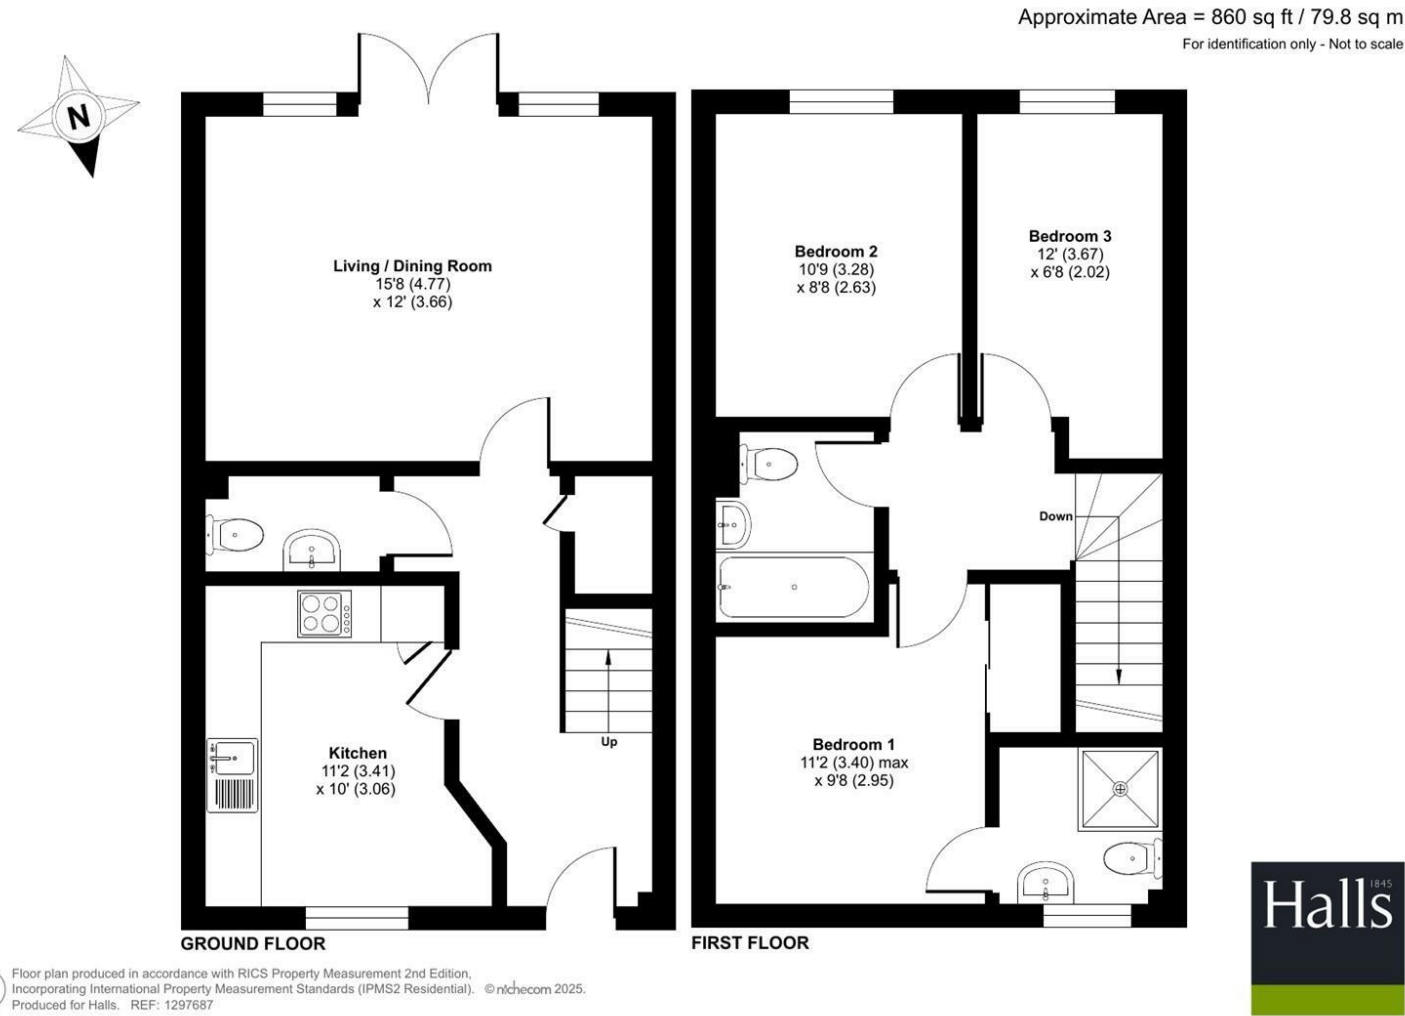 Approximate Area = 860 sq ft / 79.8 sq m
For identification only - Not to scale
N
Living / Dining Room
15'8 (4.77)
x 12' (3.66)
Kitchen
11'2 (3.41)
x 10' (3.06)
Up
GROUND FLOOR
Bedroom 2
10'9 (3.28)
x 8'8 (2.63)
Bedroom 3
12' (3.67)
x 6'8 (2.02)
Down
Bedroom 1
11'2 (3.40) max
x 9'8 (2.95)
FIRST FLOOR
1845
Halls
Floor plan produced in accordance with RICS Property Measurement 2nd Edition,
Incorporating International Property Measurement Standards (IPMS2 Residential). © nichecom 2025.
Produced for Halls. REF: 1297687